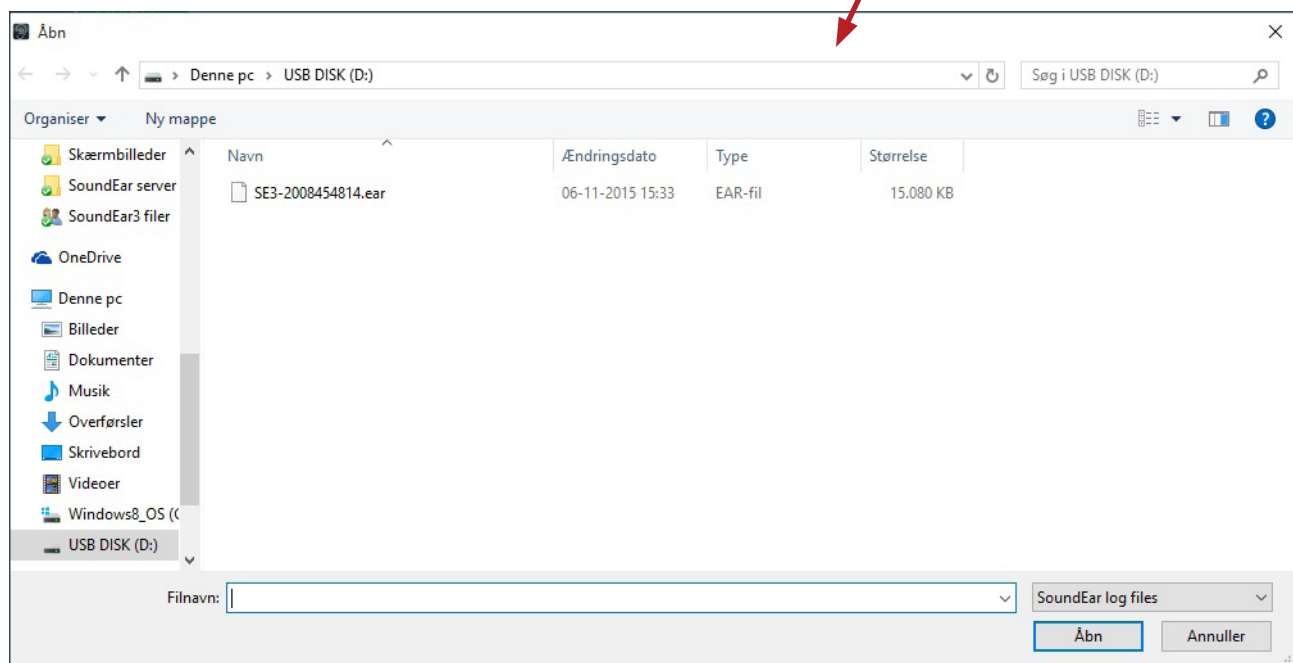 Åbn
Denne pc > USB DISK (D:)
Søg i USB DISK (D:)
Organiser
Ny mappe
Navn
Ændringsdato
Type
Størrelse
SE3-2008454814.ear
06-11-2015 15:33
EAR-fil
15.080 KB
Skærmbilleder
SoundEar server
SoundEar3 filer
OneDrive
Denne pc
Billeder
Dokumenter
Musik
Overførsler
Skrivebord
Videoer
Windows8_OS (C
USB DISK (D:)
Filnavn:
SoundEar log files
Åbn
Annuller